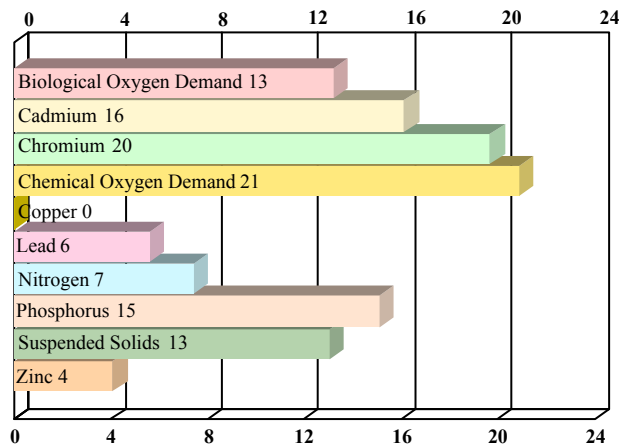 0 4 8 12 16 20 24
Biological Oxygen Demand 13
Cadmium 16
Chromium 20
Chemical Oxygen Demand 21
Copper 0
Lead 6
Nitrogen 7
Phosphorus 15
Suspended Solids 13
Zinc 4
0 4 8 12 16 20 24